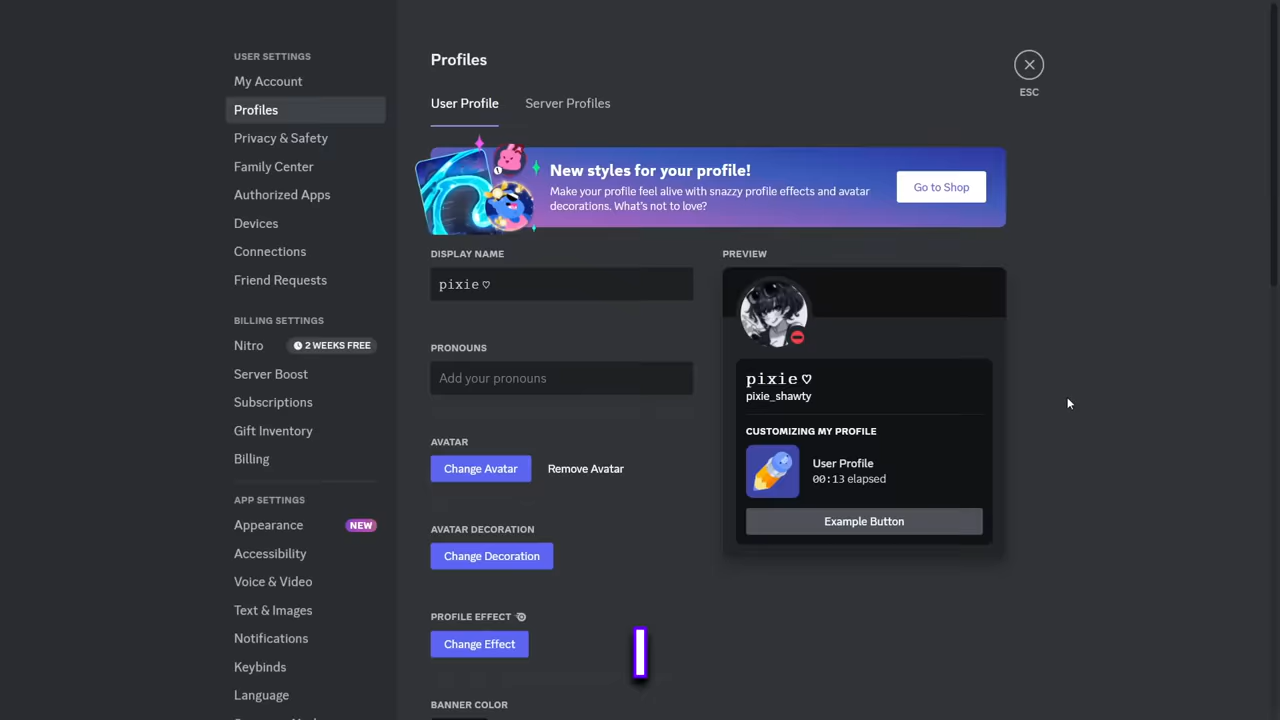 USER SETTINGS
My Account
Profiles
Privacy & Safety
Family Center
Authorized Apps
Devices
Connections
Friend Requests
BILLING SETTINGS
Nitro
2 WEEKS FREE
Server Boost
Subscriptions
Gift Inventory
Billing
APP SETTINGS
Appearance
NEW
Accessibility
Voice & Video
Text & Images
Notifications
Keybinds
Language
Profiles
ESC
User Profile
Server Profiles
New styles for your profile!
Make your profile feel alive with snazzy profile effects and avatar
decorations. What's not to love?
Go to Shop
DISPLAY NAME
pixie ♡
PRONOUNS
Add your pronouns
AVATAR
Change Avatar
Remove Avatar
AVATAR DECORATION
Change Decoration
PROFILE EFFECT
Change Effect
BANNER COLOR
PREVIEW
pixie ♡
pixie_shawty
CUSTOMIZING MY PROFILE
User Profile
00:13 elapsed
Example Button
I